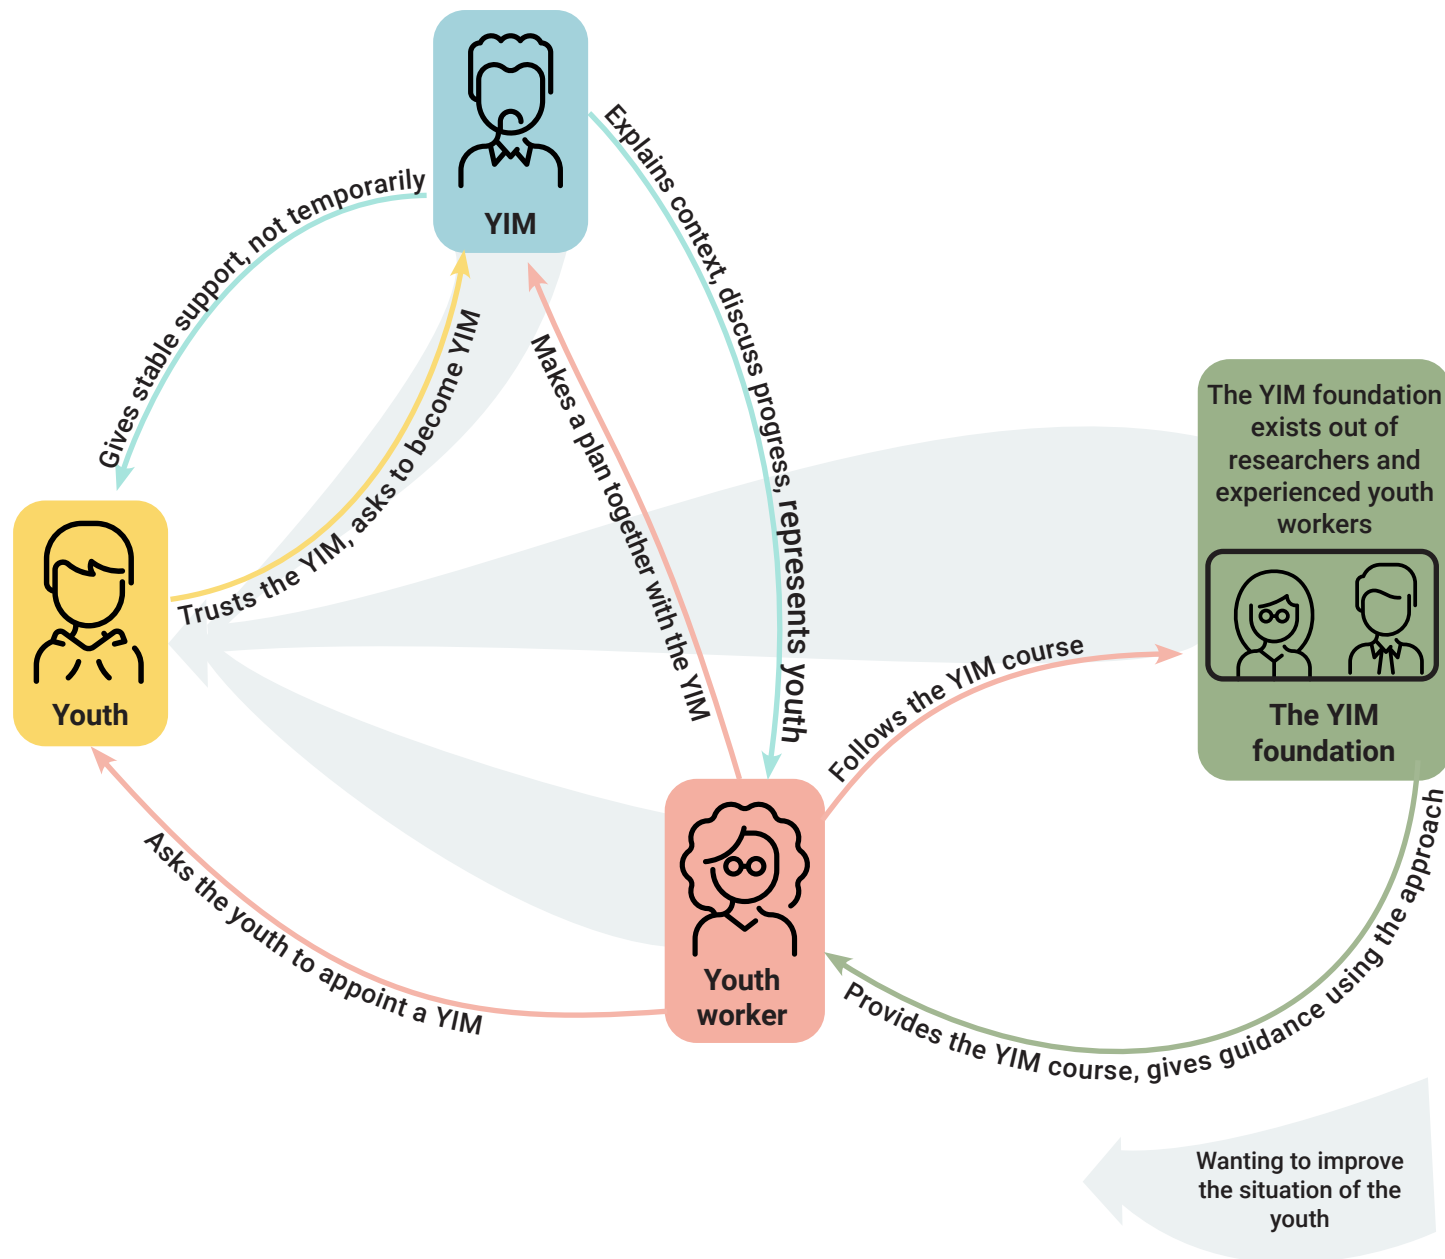 YIM
Gives stable support, not temporarily
Explains context, discuss progress, represents youth
Trusts the YIM, asks to become YIM
Makes a plan together with the YIM
The YIM foundation
exists out of
researchers and
experienced youth
workers
The YIM
foundation
Youth
Follows the YIM course
Asks the youth to appoint a YIM
Youth
worker
Provides the YIM course, gives guidance using the approach
Wanting to improve
the situation of the
youth